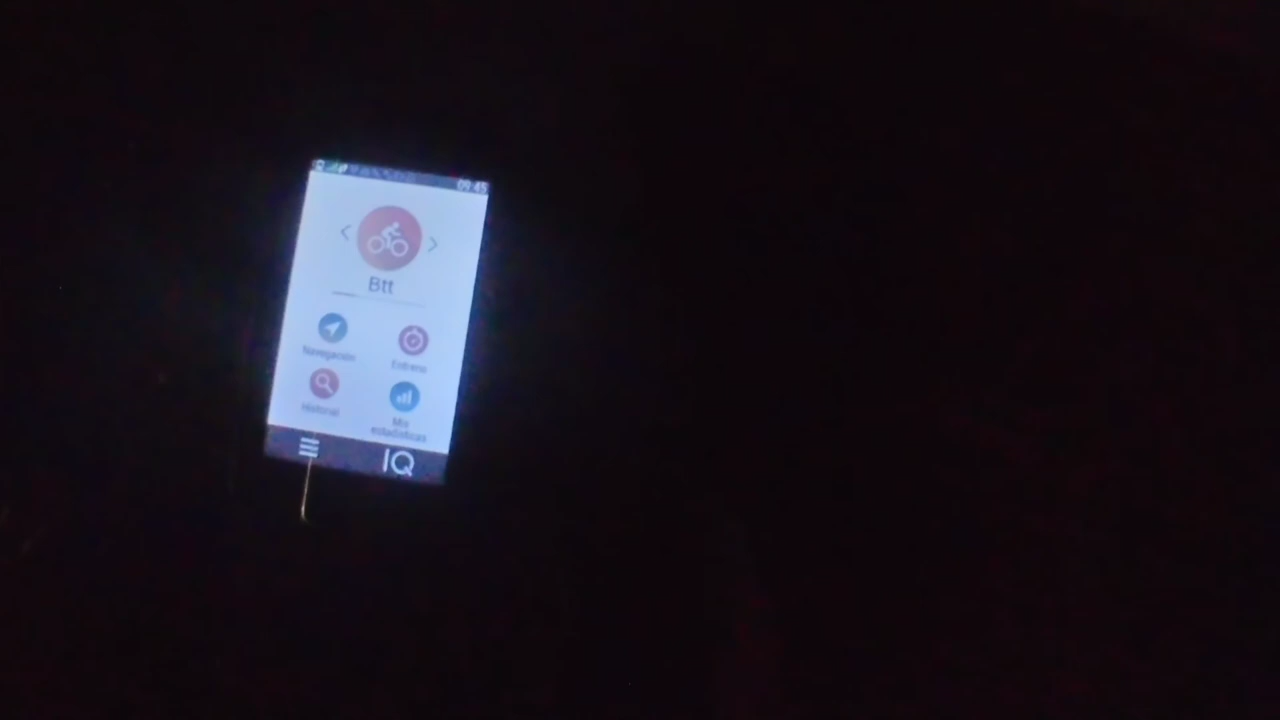 09:45
Btt
Navegación
Entreno
Historial
Mis
estadísticas
IQ